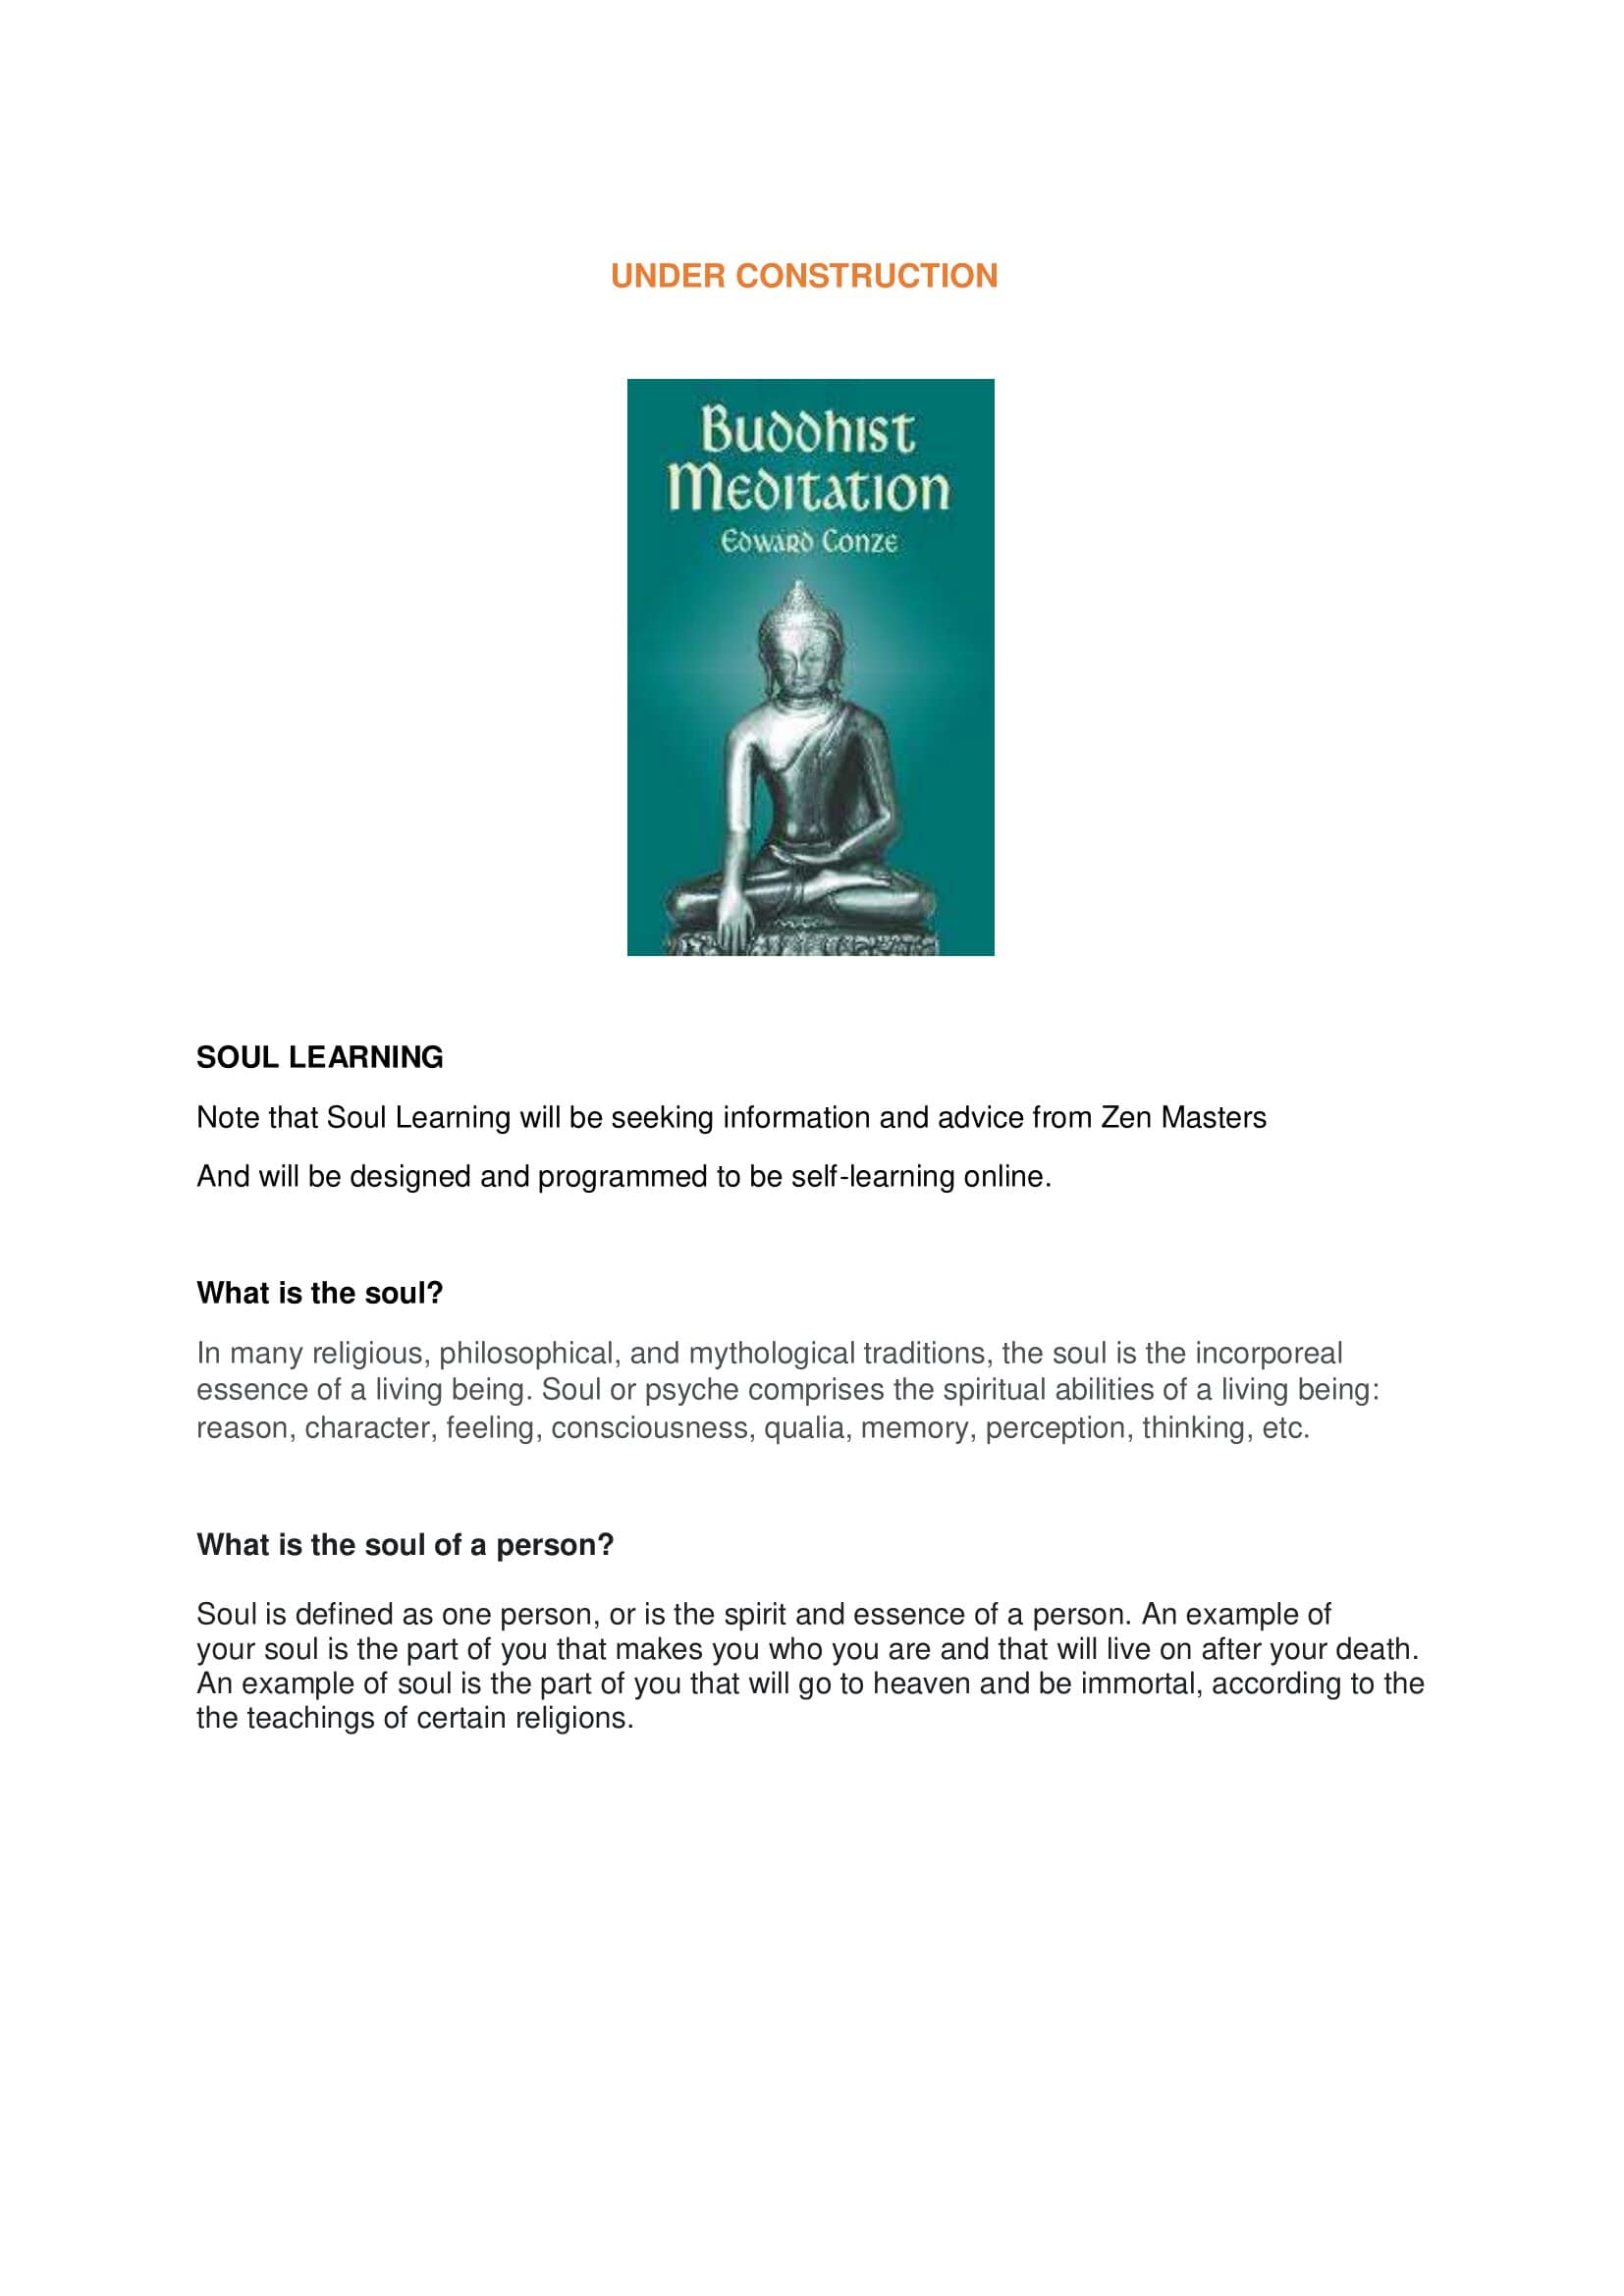 UNDER CONSTRUCTION
Buddhist
Meditation
Edward Conze
SOUL LEARNING
Note that Soul Learning will be seeking information and advice from Zen Masters
And will be designed and programmed to be self-learning online.
What is the soul?
In many religious, philosophical, and mythological traditions, the soul is the incorporeal
essence of a living being. Soul or psyche comprises the spiritual abilities of a living being:
reason, character, feeling, consciousness, qualia, memory, perception, thinking, etc.
What is the soul of a person?
Soul is defined as one person, or is the spirit and essence of a person. An example of
your soul is the part of you that makes you who you are and that will live on after your death.
An example of soul is the part of you that will go to heaven and be immortal, according to the
the teachings of certain religions.